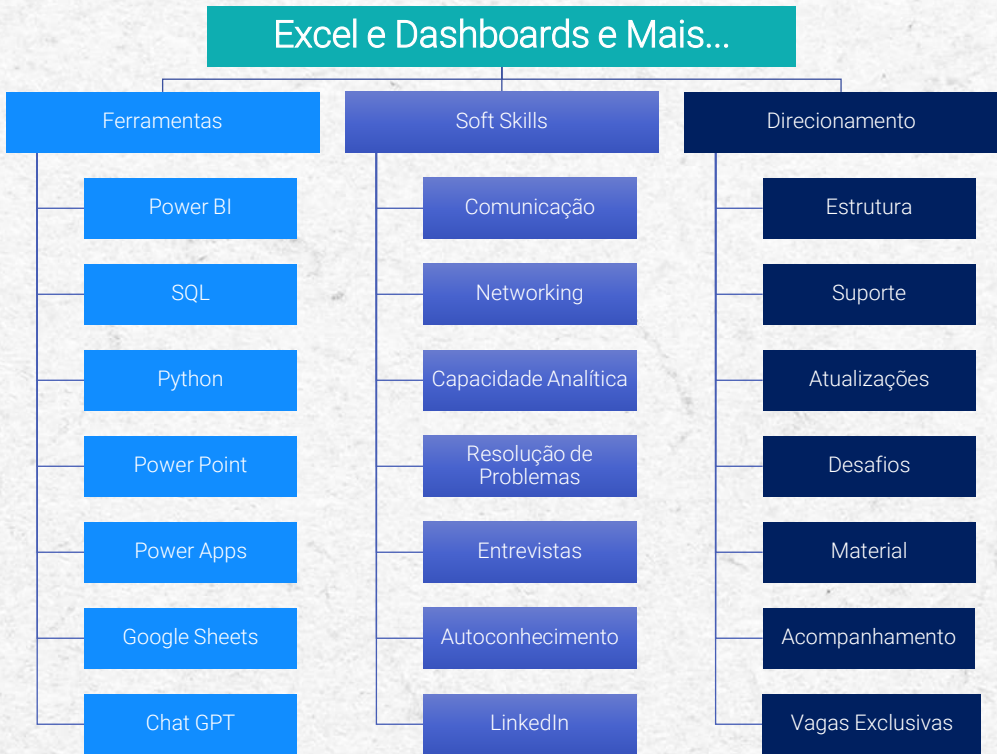 Excel e Dashboards e Mais...
Ferramentas
Power BI
SQL
Python
Power Point
Power Apps
Google Sheets
Chat GPT
Soft Skills
Comunicação
Networking
Capacidade Analítica
Resolução de
Problemas
Entrevistas
Autoconhecimento
LinkedIn
Direcionamento
Estrutura
Suporte
Atualizações
Desafios
Material
Acompanhamento
Vagas Exclusivas